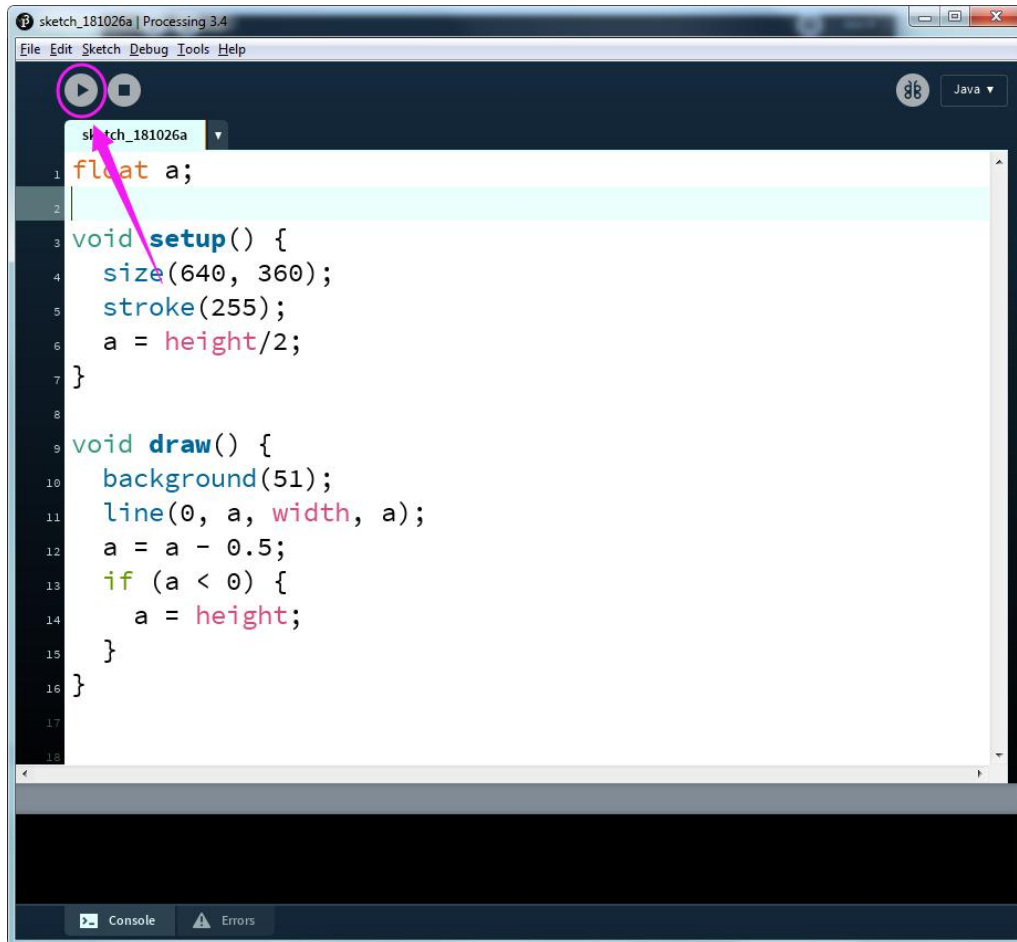 sketch_181026a | Processing 3.4
File Edit Sketch Debug Tools Help
Java ▼
sketch_181026a ▼
1 float a;
2
3 void setup() {
4   size(640, 360);
5   stroke(255);
6   a = height/2;
7 }
8
9 void draw() {
10   background(51);
11   line(0, a, width, a);
12   a = a - 0.5;
13   if (a < 0) {
14     a = height;
15   }
16 }
17
18
Console Errors